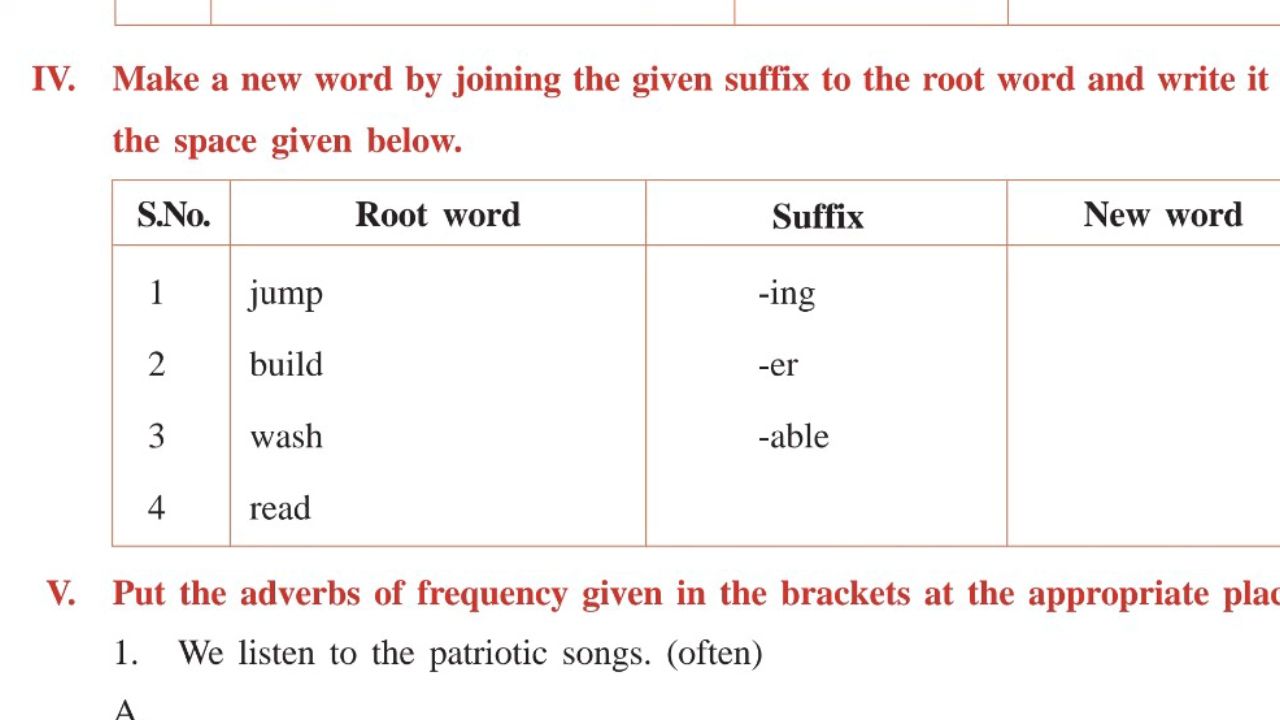 IV. Make a new word by joining the given suffix to the root word and write it
the space given below.
S.No. Root word Suffix New word
1 jump -ing
2 build -er
3 wash -able
4 read
V. Put the adverbs of frequency given in the brackets at the appropriate
1. We listen to the patriotic songs. (often)
A